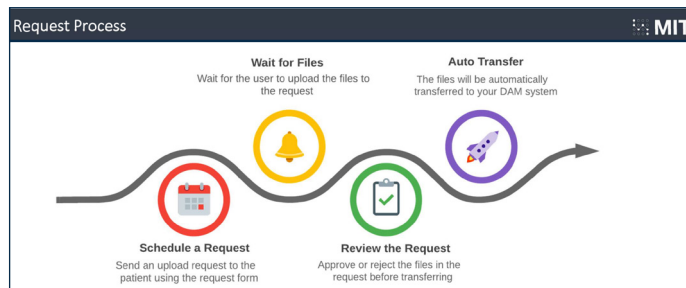 Request Process
MIT
Wait for Files
Wait for the user to upload the files to
the request
Auto Transfer
The files will be automatically
transferred to your DAM system
Schedule a Request
Send an upload request to the
patient using the request form
Review the Request
Approve or reject the files in the
request before transferring